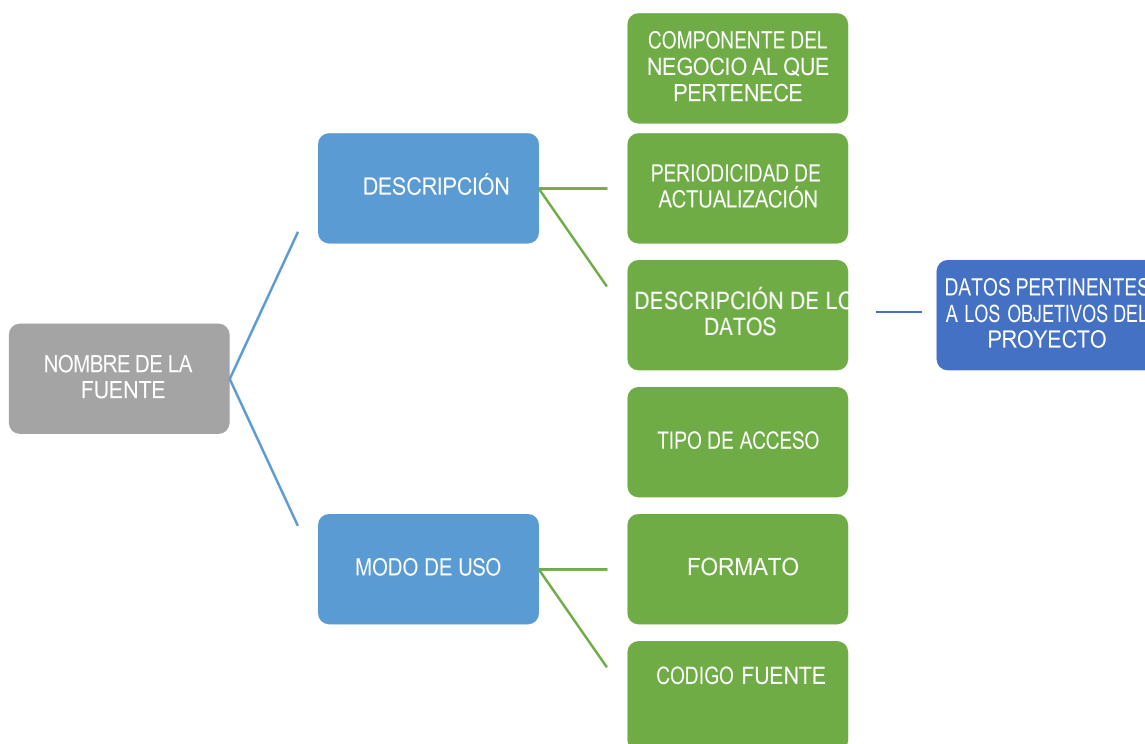 COMPONENTE DEL
NEGOCIO AL QUE
PERTENECE
DESCRIPCIÓN
PERIODICIDAD DE
ACTUALIZACIÓN
DESCRIPCIÓN DE LO
DATOS
DATOS PERTINENTES
A LOS OBJETIVOS DEL
PROYECTO
NOMBRE DE LA
FUENTE
TIPO DE ACCESO
MODO DE USO
FORMATO
CODIGO FUENTE